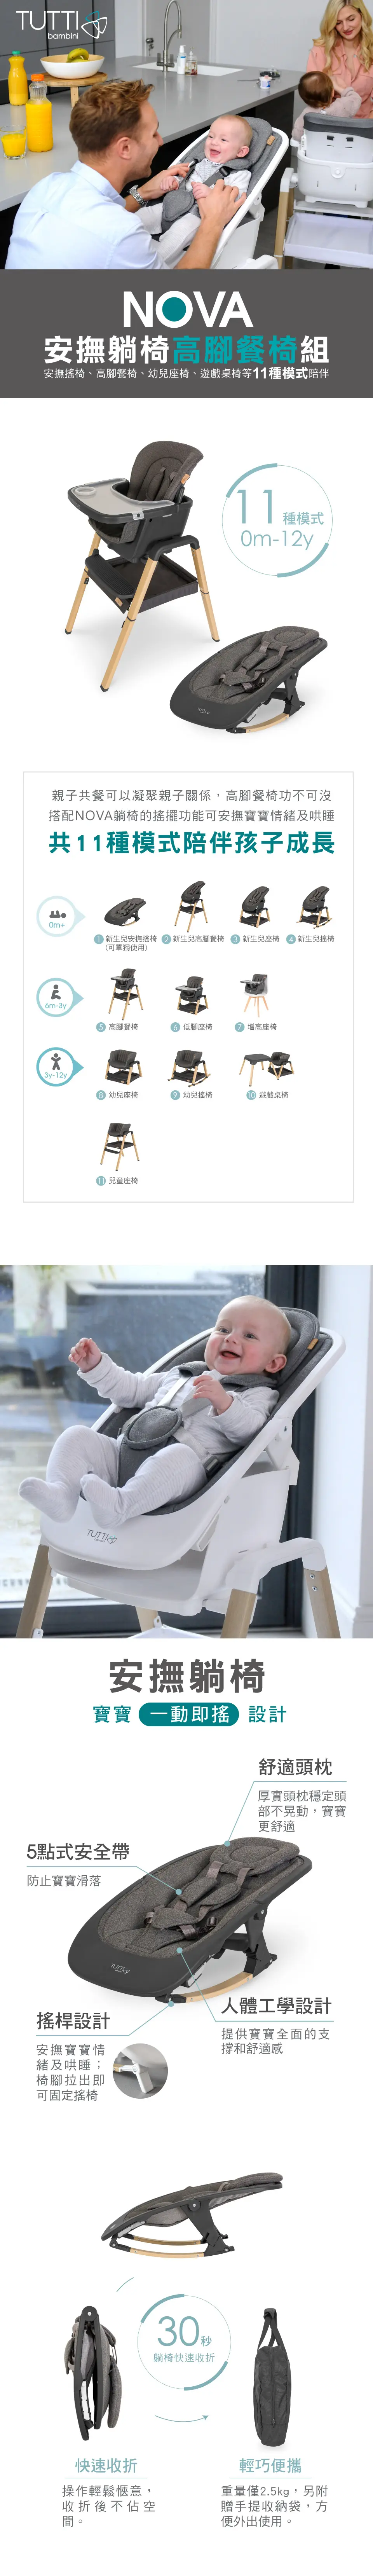 TUTTI
bambini
NOVA
安撫躺椅高腳餐椅組
安撫搖椅、高腳餐椅、幼兒座椅、遊戲桌椅等11種模式陪伴
11種模式
0m-12y
親子共餐可以凝聚親子關係，高腳餐椅功不可沒
搭配NOVA躺椅的搖擺功能可安撫寶寶情緒及哄睡
共11種模式陪伴孩子成長
0m+
1 新生兒安撫搖椅
(可單獨使用)
2 新生兒高腳餐椅
3 新生兒座椅
4 新生兒搖椅
6m-3y
5 高腳餐椅
6 低腳座椅
7 增高座椅
3y-12y
8 幼兒座椅
9 幼兒搖椅
10 遊戲桌椅
11 兒童座椅
TUTTI
安撫躺椅
寶寶 一動即搖 設計
舒適頭枕
厚實頭枕穩定頭
部不晃動，寶寶
更舒適
5點式安全帶
防止寶寶滑落
TUTTI
搖桿設計
安撫寶寶情
緒及哄睡；
椅腳拉出即
可固定搖椅
人體工學設計
提供寶寶全面的支
撐和舒適感
30秒
躺椅快速收折
快速收折
操作輕鬆愜意，
收折後不佔空
間。
輕巧便攜
重量僅2.5kg，另附
贈手提收納袋，方
便外出使用。